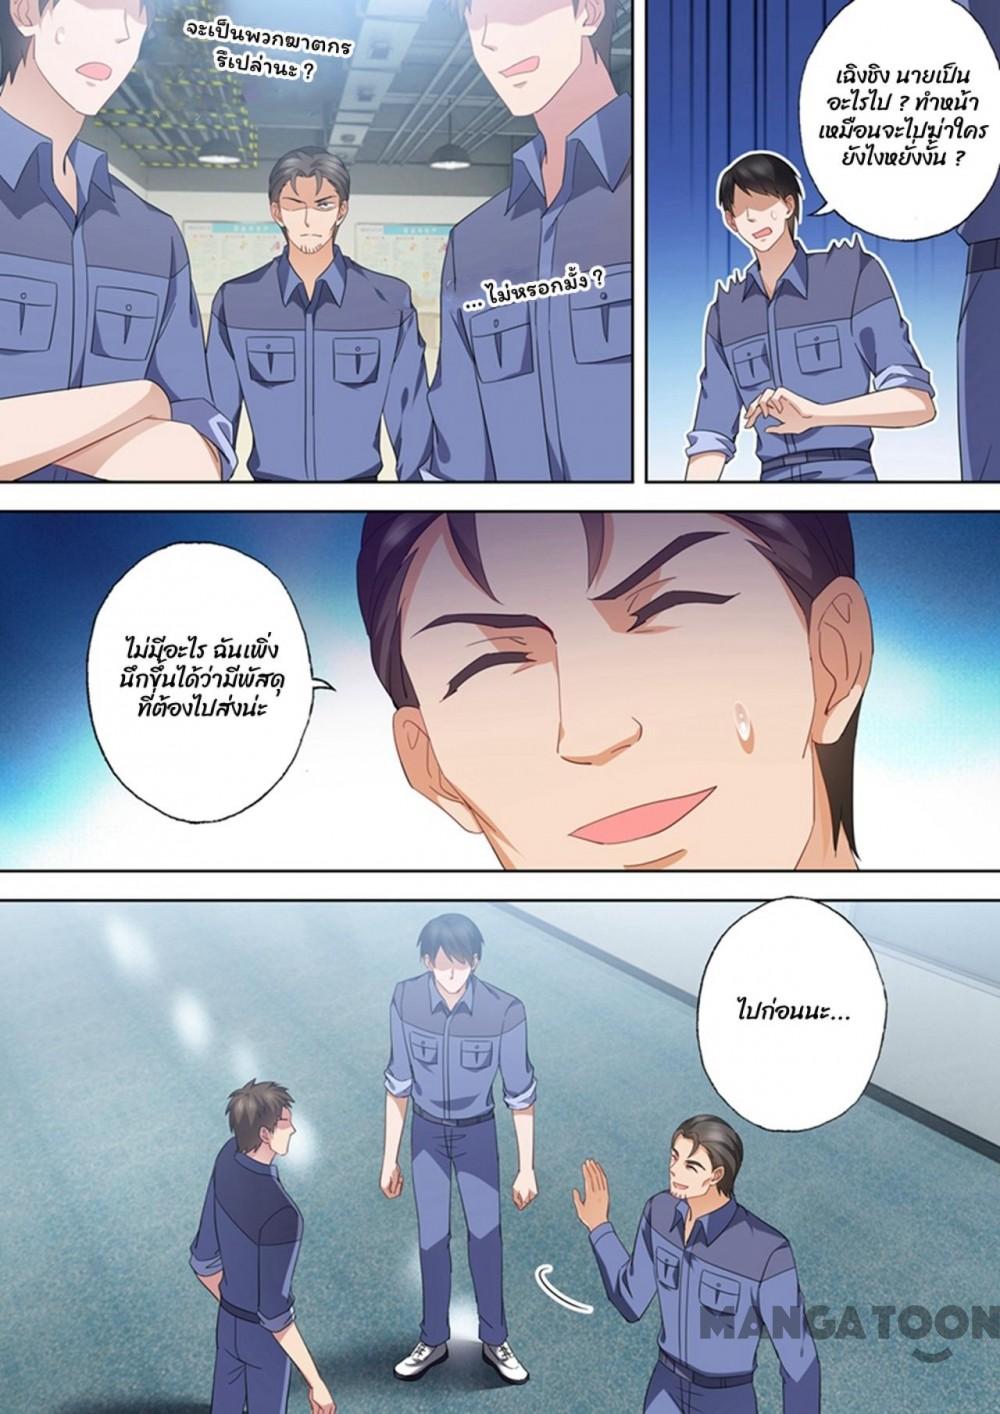 จะเป็นพวกฆาตกร
รึเปล่านะ ?
... ไม่หรอกมั้ง ?
เฉิงชิง นายเป็น
อะไรไป ? ทำหน้า
เหมือนจะไปฆ่าใคร
ยังไงหยั่งงั้น ?
ไม่มีอะไร ฉันเพิ่ง
นึกขึ้นได้ว่ามีพัสดุ
ที่ต้องไปส่งน่ะ
ไปก่อนนะ...
MANGATOON